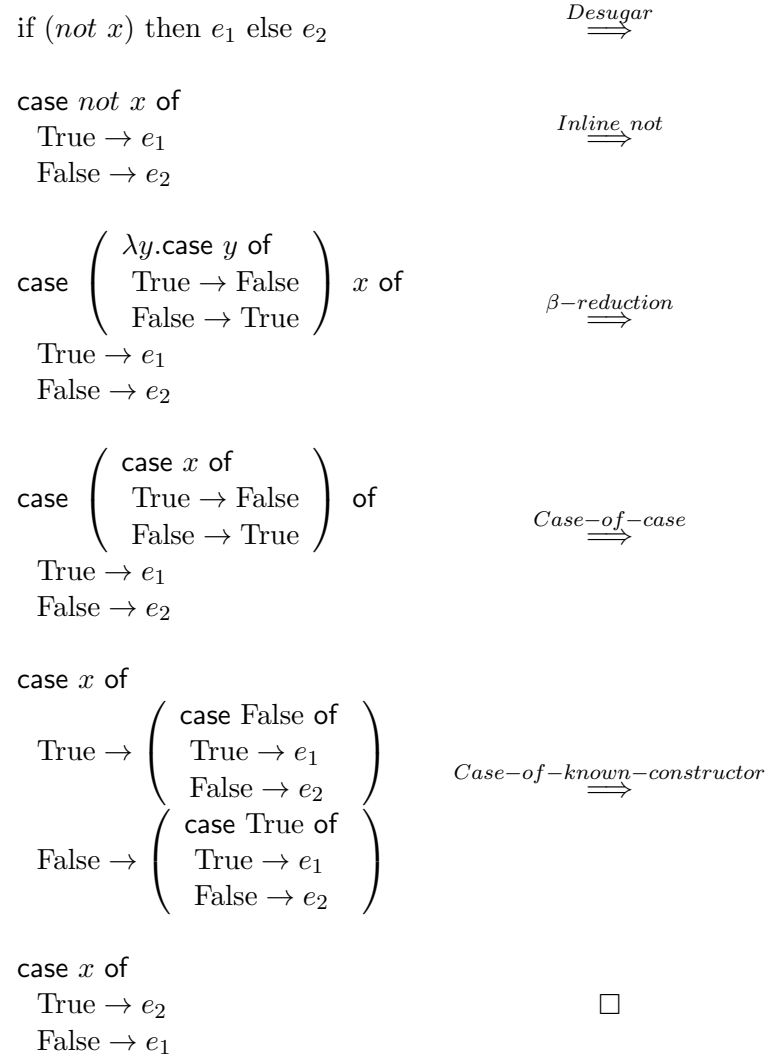 if (not x) then e₁ else e₂ Desugar ⟹
case not x of
True → e₁ Inline not ⟹
False → e₂
λy.case y of
case ( True → False ) x of
False → True β−reduction ⟹
True → e₁
False → e₂
case x of
case ( True → False ) of
False → True Case−of−case ⟹
True → e₁
False → e₂
case x of
case False of
True → ( True → e₁ ) Case−of−known−constructor ⟹
False → e₂
case True of
False → ( True → e₁ )
False → e₂
case x of
True → e₂ □
False → e₁